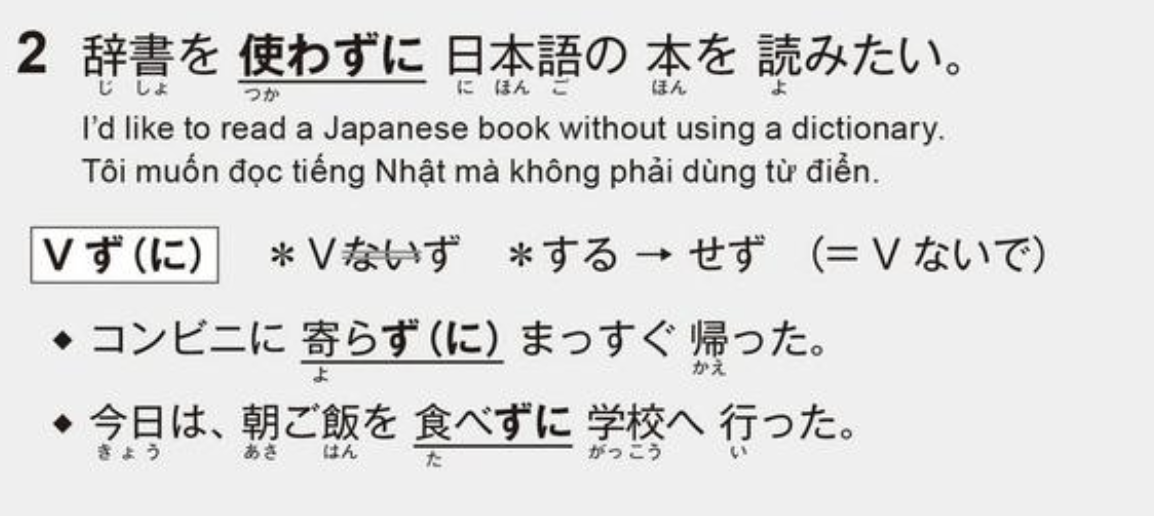 2 辞書を 使わずに 日本語の 本を 読みたい。
じ しょ つか に ほん ご ほん よ
I'd like to read a Japanese book without using a dictionary.
Tôi muốn đọc tiếng Nhật mà không phải dùng từ điển.
V ず (に) ＊Vないず ＊する → せず (= V ないで)
◆ コンビニに 寄らず (に) まっすぐ 帰った。
よ かえ
◆ 今日は、朝ご飯を 食べずに 学校へ 行った。
きょう あさ はん た がっこう い